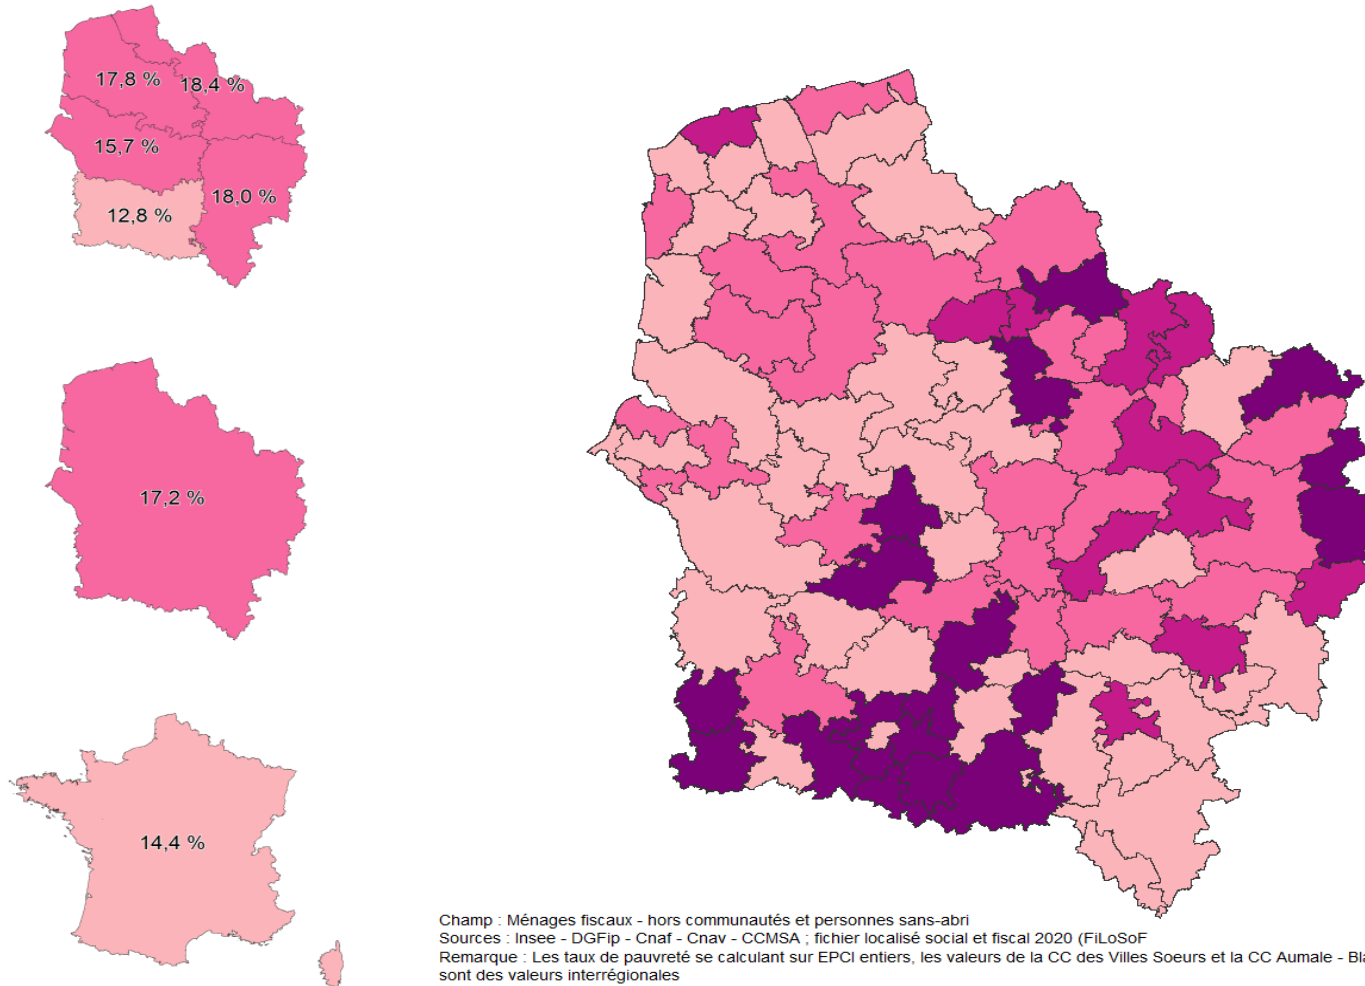 17,8 %
18,4 %
15,7 %
18,0 %
12,8 %
17,2 %
14,4 %
Champ : Ménages fiscaux - hors communautés et personnes sans-abri
Sources : Insee - DGFip - Cnaf - Cnav - CCMSA ; fichier localisé social et fiscal 2020 (FiLoSoF
Remarque : Les taux de pauvreté se calculant sur EPCI entiers, les valeurs de la CC des Villes Soeurs et la CC Aumale - Bla
sont des valeurs interrégionales